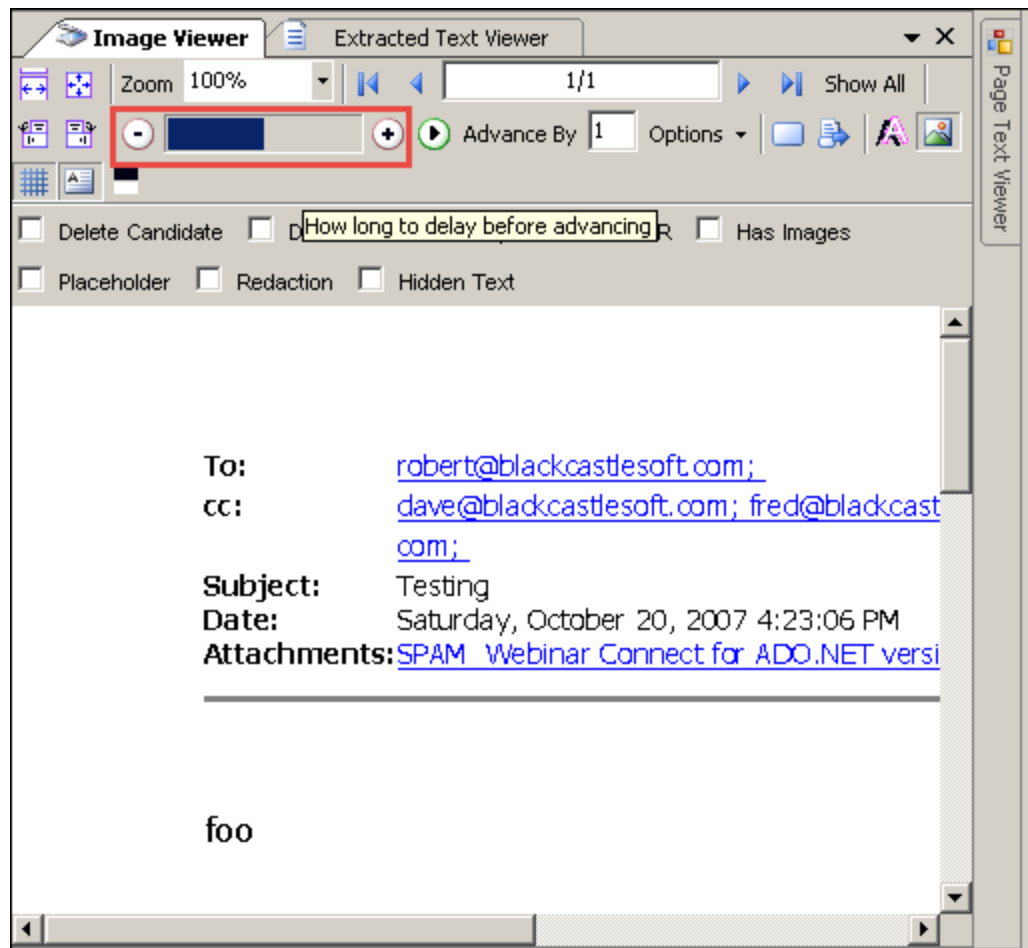 Image Viewer Extracted Text Viewer
Zoom 100% 1/1 Show All
Advance By 1 Options
How long to delay before advancing
Delete Candidate D R Has Images
Placeholder Redaction Hidden Text
To: robert@blackcastlesoft.com;
cc: dave@blackcastlesoft.com; fred@blackcast
com;
Subject: Testing
Date: Saturday, October 20, 2007 4:23:06 PM
Attachments: SPAM Webinar Connect for ADO.NET versi
foo
Page Text Viewer